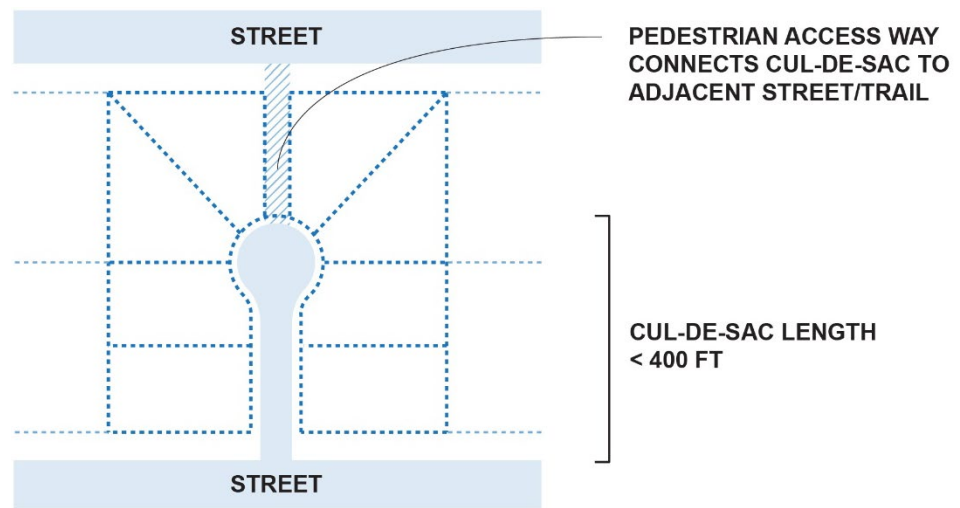 STREET
PEDESTRIAN ACCESS WAY
CONNECTS CUL-DE-SAC TO
ADJACENT STREET/TRAIL
CUL-DE-SAC LENGTH
< 400 FT
STREET